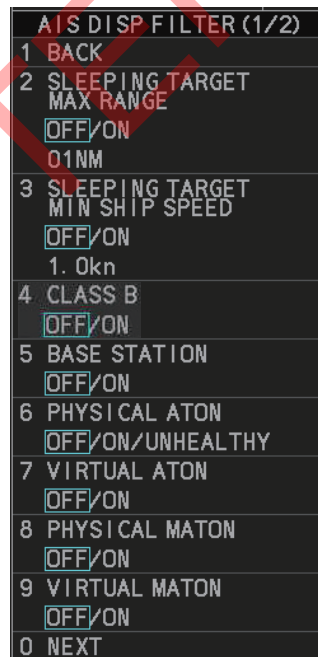 AIS DISP FILTER (1/2)
1 BACK
2 SLEEPING TARGET
MAX RANGE
OFF/ON
01NM
3 SLEEPING TARGET
MIN SHIP SPEED
OFF/ON
1.0kn
4 CLASS B
OFF/ON
5 BASE STATION
OFF/ON
6 PHYSICAL ATON
OFF/ON/UNHEALTHY
7 VIRTUAL ATON
OFF/ON
8 PHYSICAL MATON
OFF/ON
9 VIRTUAL MATON
OFF/ON
0 NEXT